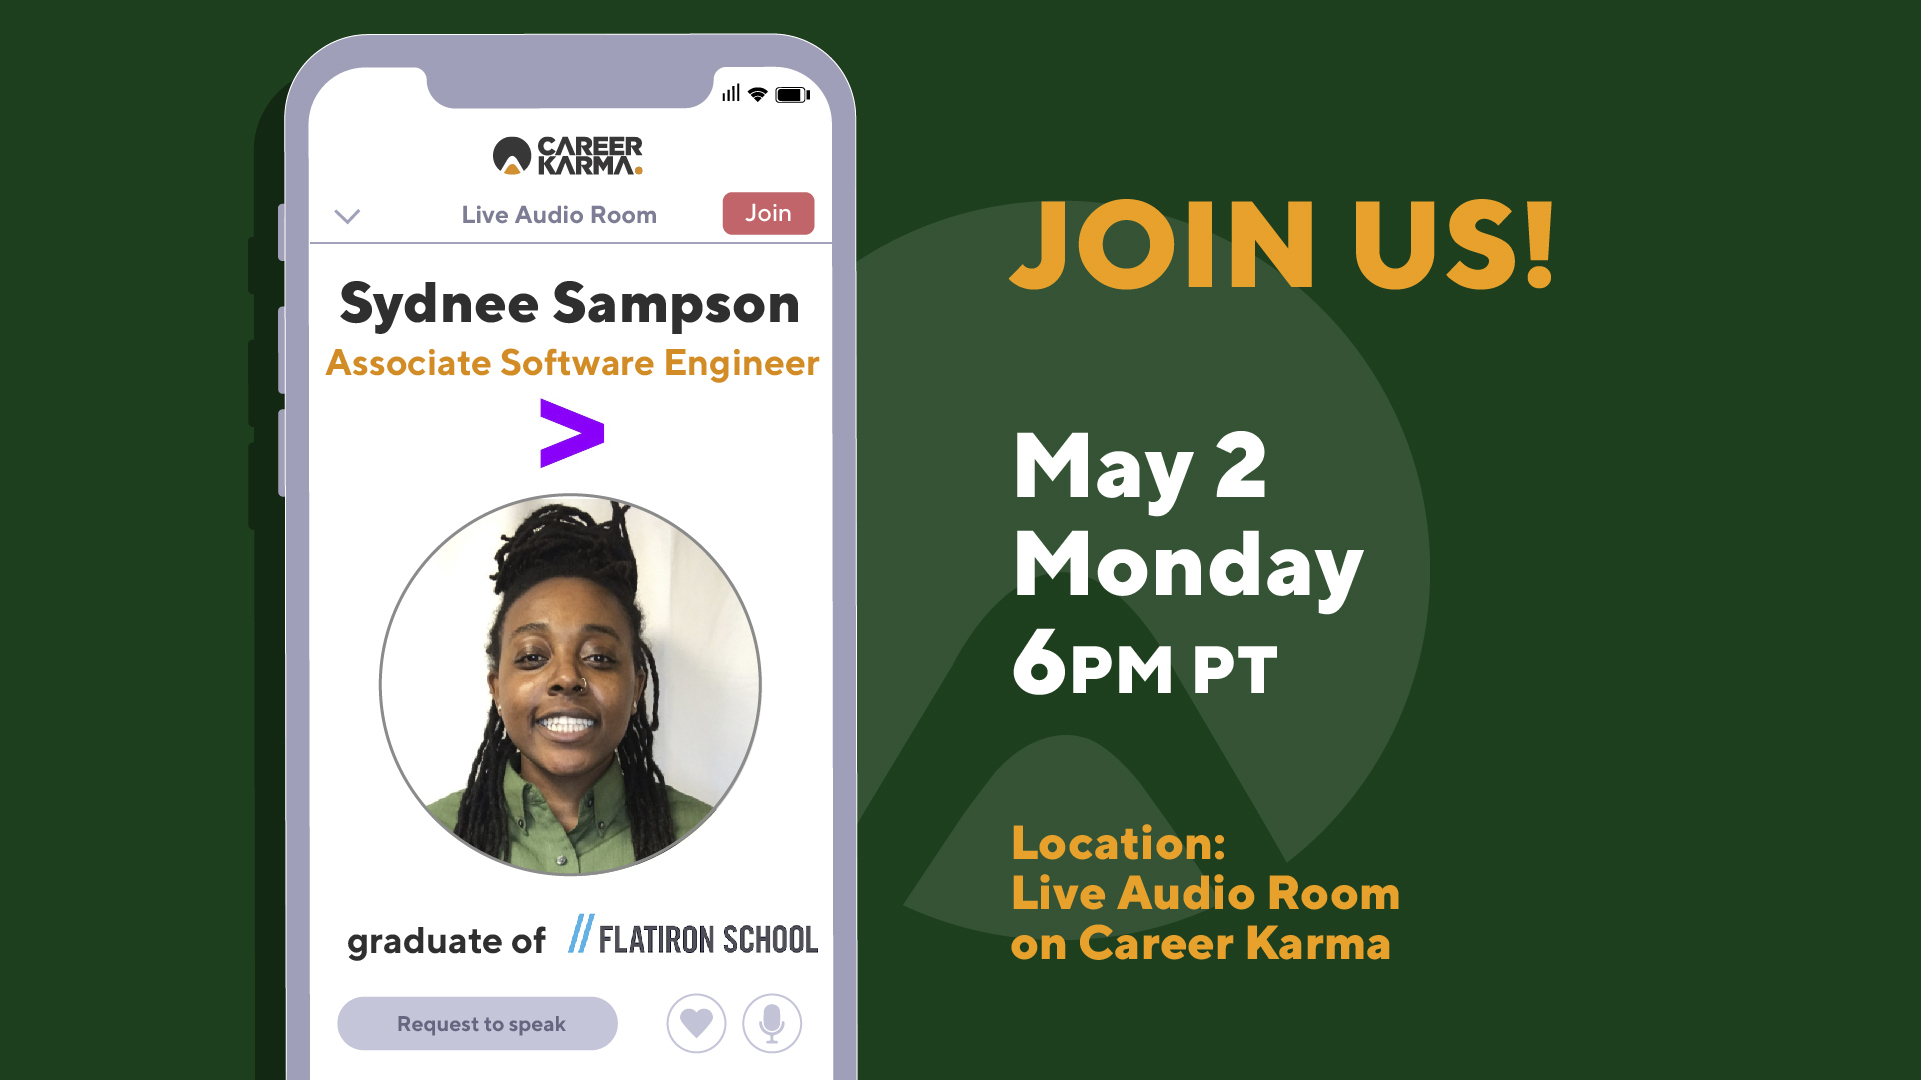 CAREER
KARMA.
Live Audio Room
Join
Sydnee Sampson
Associate Software Engineer
>
graduate of // FLATIRON SCHOOL
Request to speak
JOIN US!
May 2
Monday
6PM PT
Location:
Live Audio Room
on Career Karma